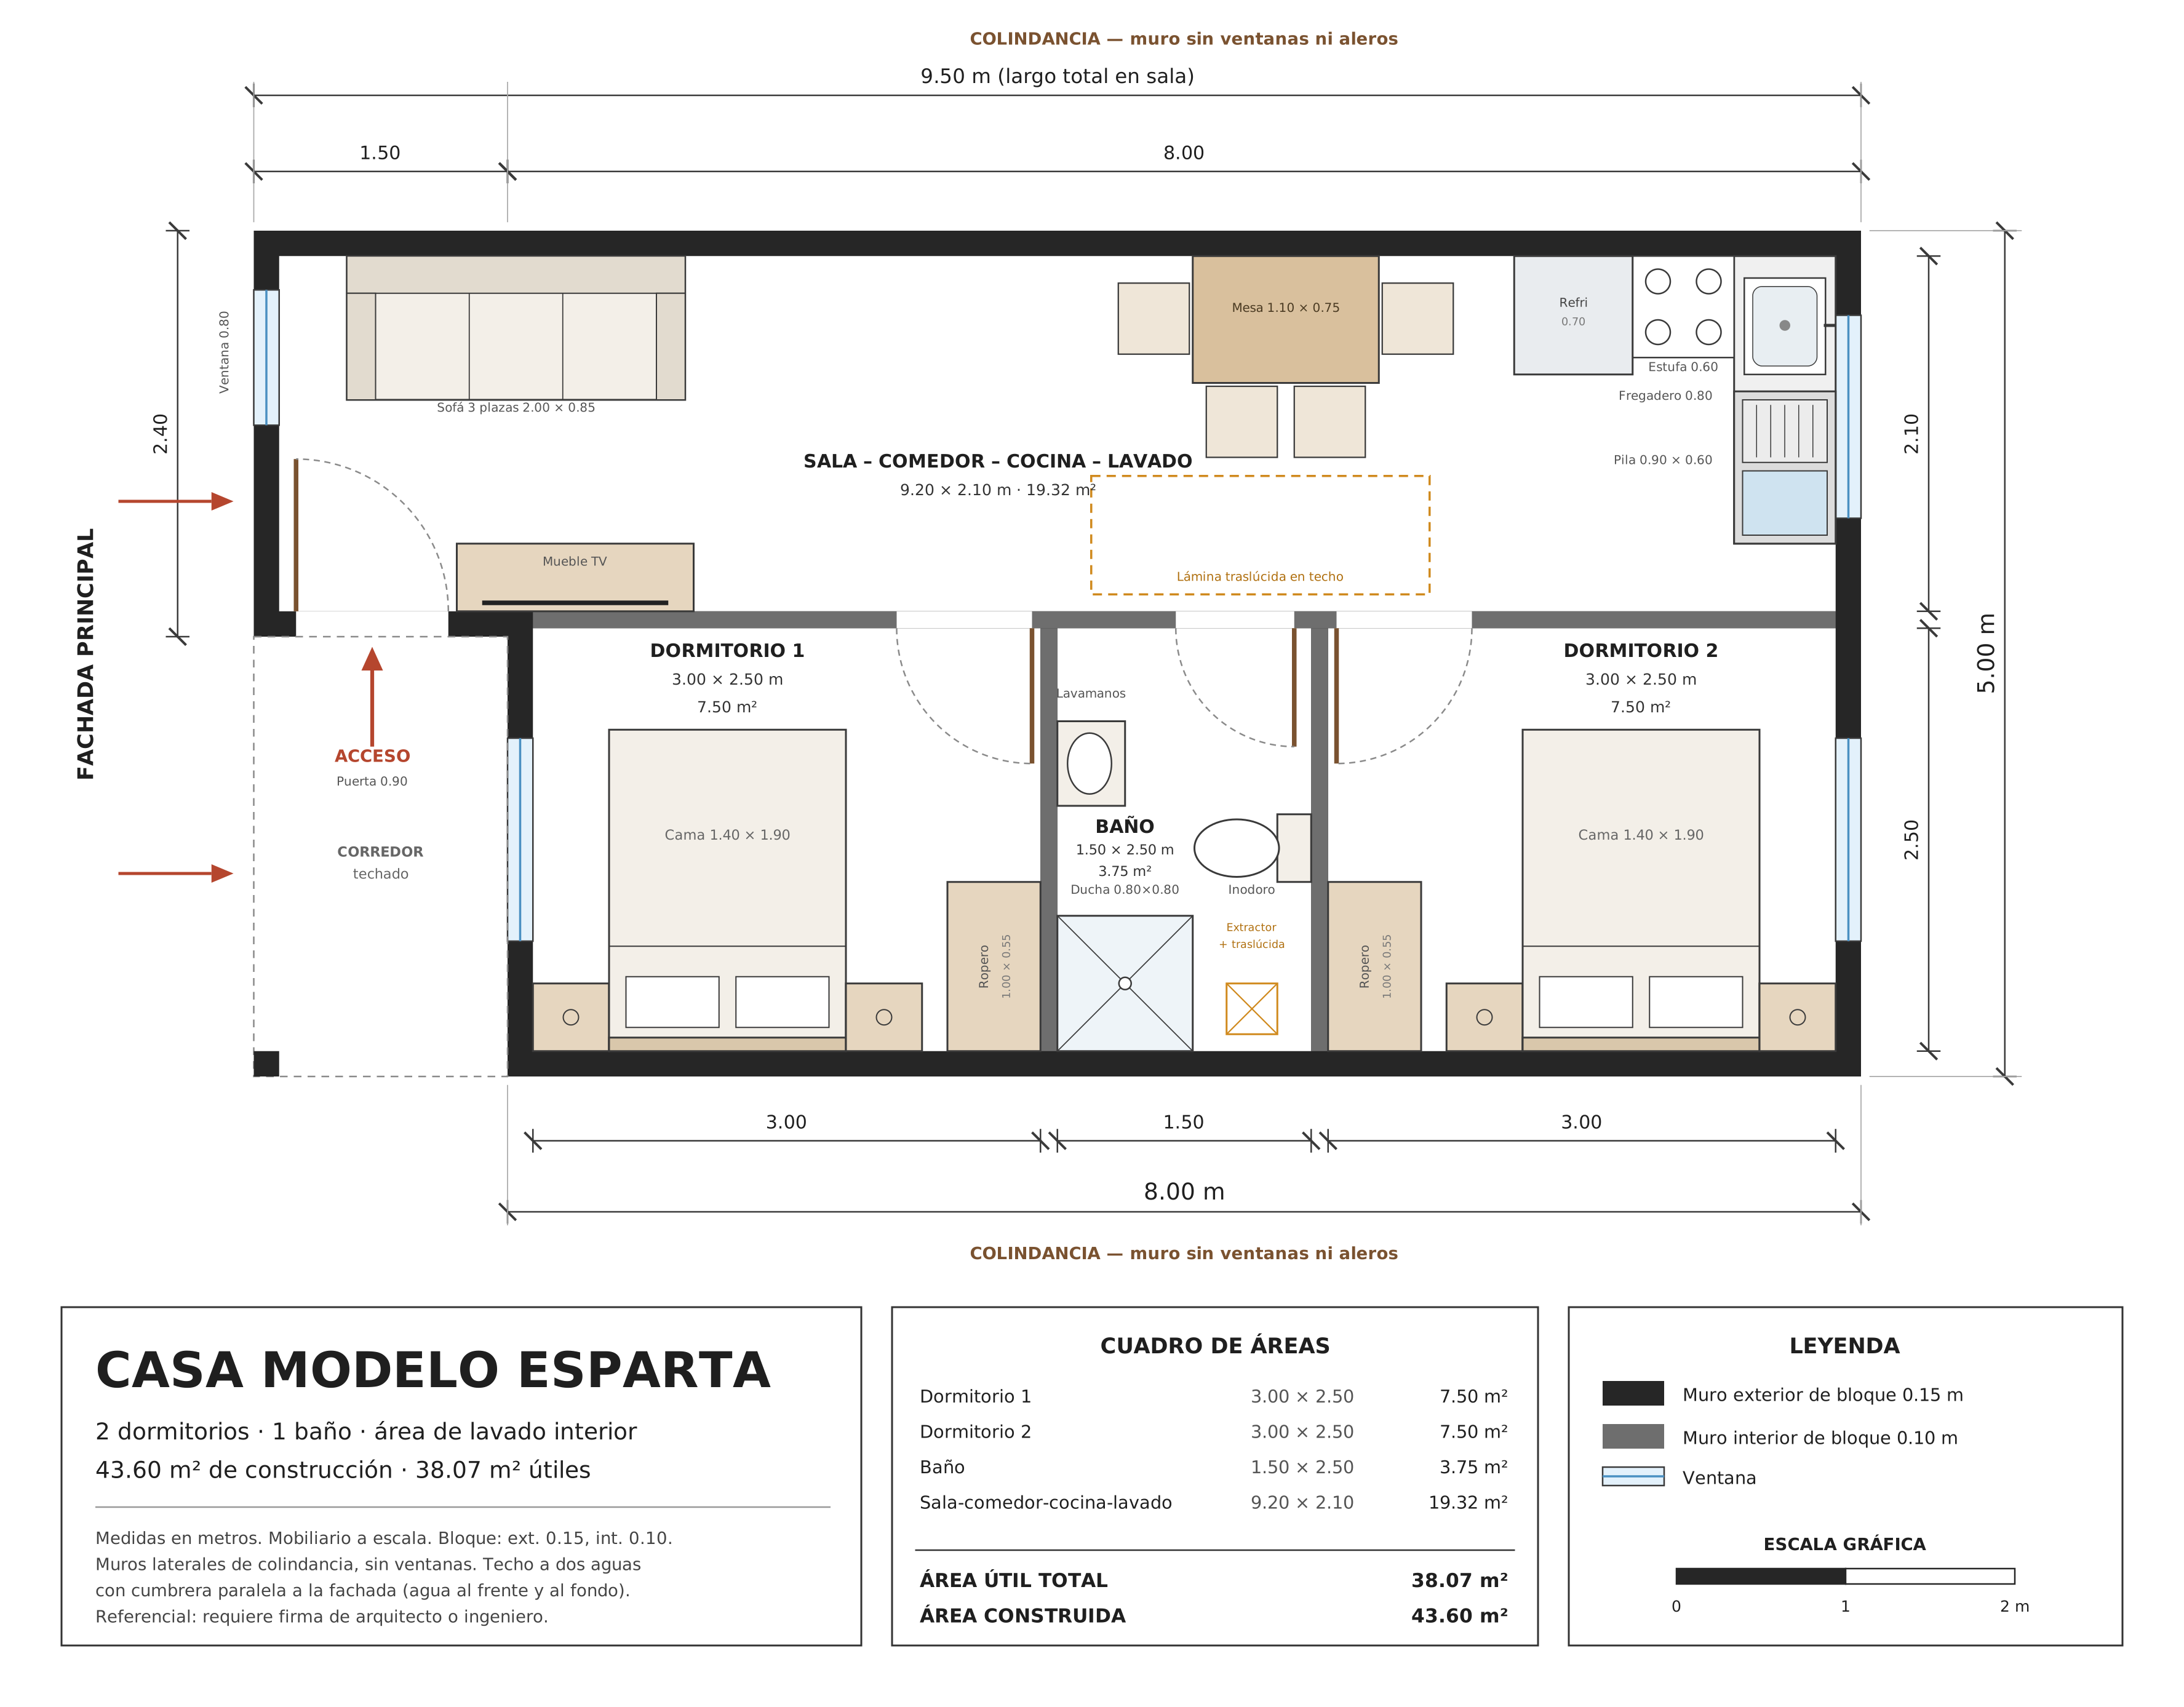 COLINDANCIA — muro sin ventanas ni aleros
9.50 m (largo total en sala)
1.50
8.00
2.40
Ventana 0.80
Sofá 3 plazas 2.00 × 0.85
Mesa 1.10 × 0.75
Refri
0.70
Estufa 0.60
Fregadero 0.80
Pila 0.90 × 0.60
2.10
SALA – COMEDOR – COCINA – LAVADO
9.20 × 2.10 m · 19.32 m²
Mueble TV
Lámina traslúcida en techo
FACHADA PRINCIPAL
5.00 m
DORMITORIO 1
3.00 × 2.50 m
7.50 m²
Lavamanos
DORMITORIO 2
3.00 × 2.50 m
7.50 m²
ACCESO
Puerta 0.90
CORREDOR
techado
Cama 1.40 × 1.90
BAÑO
1.50 × 2.50 m
3.75 m²
Ducha 0.80×0.80
Inodoro
Extractor
+ traslúcida
Cama 1.40 × 1.90
2.50
Ropero
1.00 × 0.55
Ropero
1.00 × 0.55
3.00
1.50
3.00
8.00 m
COLINDANCIA — muro sin ventanas ni aleros
CASA MODELO ESPARTA
2 dormitorios · 1 baño · área de lavado interior
43.60 m² de construcción · 38.07 m² útiles
Medidas en metros. Mobiliario a escala. Bloque: ext. 0.15, int. 0.10.
Muros laterales de colindancia, sin ventanas. Techo a dos aguas
con cumbrera paralela a la fachada (agua al frente y al fondo).
Referencial: requiere firma de arquitecto o ingeniero.
CUADRO DE ÁREAS
Dormitorio 1 3.00 × 2.50 7.50 m²
Dormitorio 2 3.00 × 2.50 7.50 m²
Baño 1.50 × 2.50 3.75 m²
Sala-comedor-cocina-lavado 9.20 × 2.10 19.32 m²
ÁREA ÚTIL TOTAL 38.07 m²
ÁREA CONSTRUIDA 43.60 m²
LEYENDA
Muro exterior de bloque 0.15 m
Muro interior de bloque 0.10 m
Ventana
ESCALA GRÁFICA
0 1 2 m